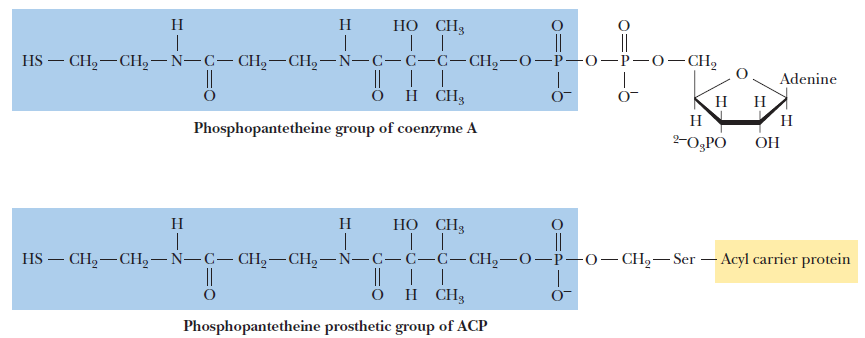 H H HO CH₃ O O
HS — CH₂—CH₂—N—C—CH₂—CH₂—N—C—C—C—CH₂—O—P—O—P—O—CH₂
O O H CH₃ O⁻ O⁻
O Adenine
H H
H H
²⁻O₃PO OH
Phosphopantetheine group of coenzyme A
H H HO CH₃ O
HS — CH₂—CH₂—N—C—CH₂—CH₂—N—C—C—C—CH₂—O—P—O—CH₂—Ser—Acyl carrier protein
O O H CH₃ O⁻
Phosphopantetheine prosthetic group of ACP